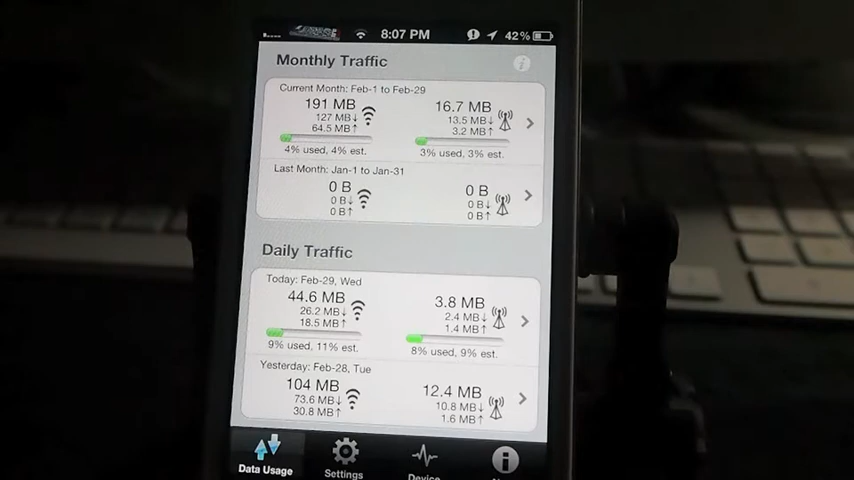 8:07 PM 42%
Monthly Traffic
Current Month: Feb-1 to Feb-29
191 MB 16.7 MB
127 MB↓ 13.5 MB↓
64.5 MB↑ 3.2 MB↑
4% used, 4% est. 3% used, 3% est.
Last Month: Jan-1 to Jan-31
0 B 0 B
0 B↓ 0 B↓
0 B↑ 0 B↑
Daily Traffic
Today: Feb-29, Wed
44.6 MB 3.8 MB
26.2 MB↓ 2.4 MB↓
18.5 MB↑ 1.4 MB↑
9% used, 11% est. 8% used, 9% est.
Yesterday: Feb-28, Tue
104 MB 12.4 MB
73.6 MB↓ 10.8 MB↓
30.8 MB↑ 1.6 MB↑
Data Usage Settings Device